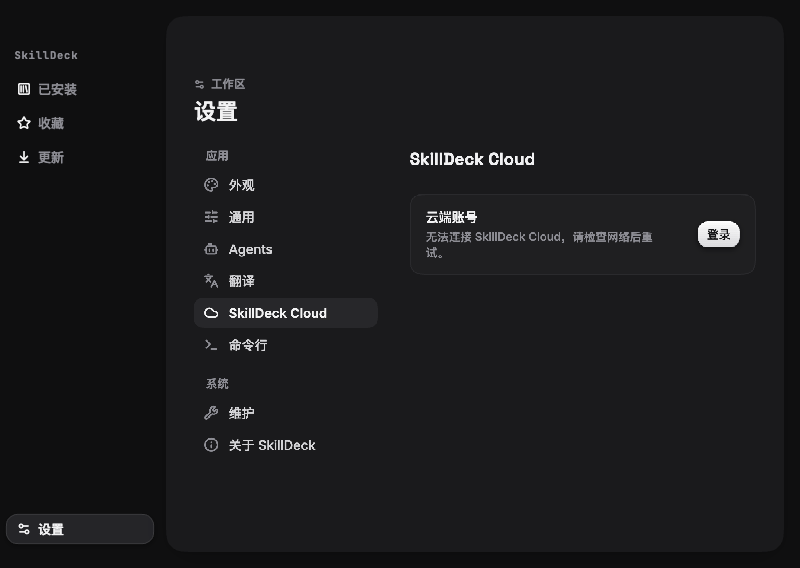 SkillDeck
已安装
收藏
更新
设置
工作区
设置
应用
外观
通用
Agents
翻译
SkillDeck Cloud
命令行
系统
维护
关于 SkillDeck
SkillDeck Cloud
云端账号
无法连接 SkillDeck Cloud，请检查网络后重
试。
登录